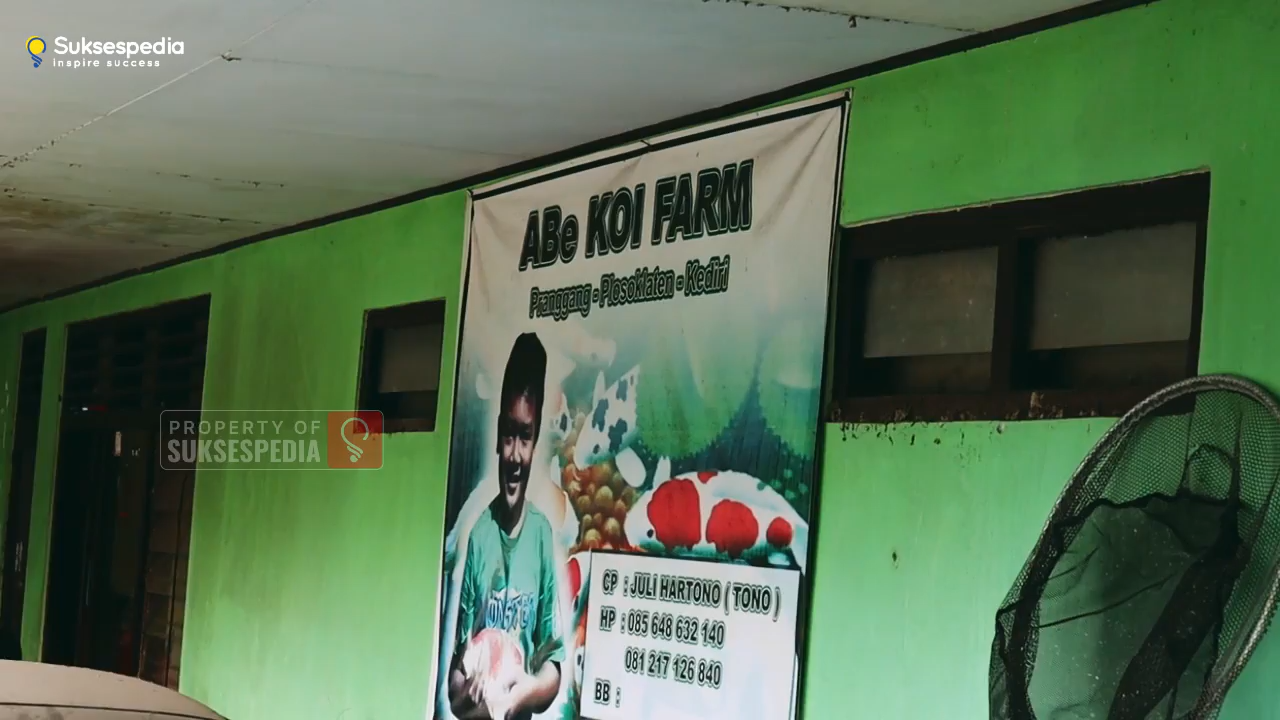 Suksespedia
inspire success
ABe KOI FARM
Pranggang - Plosoklaten - Kediri
PROPERTY OF
SUKSESPEDIA
CP : JULI HARTONO ( TONO )
HP : 085 648 632 140
081 217 126 840
BB :